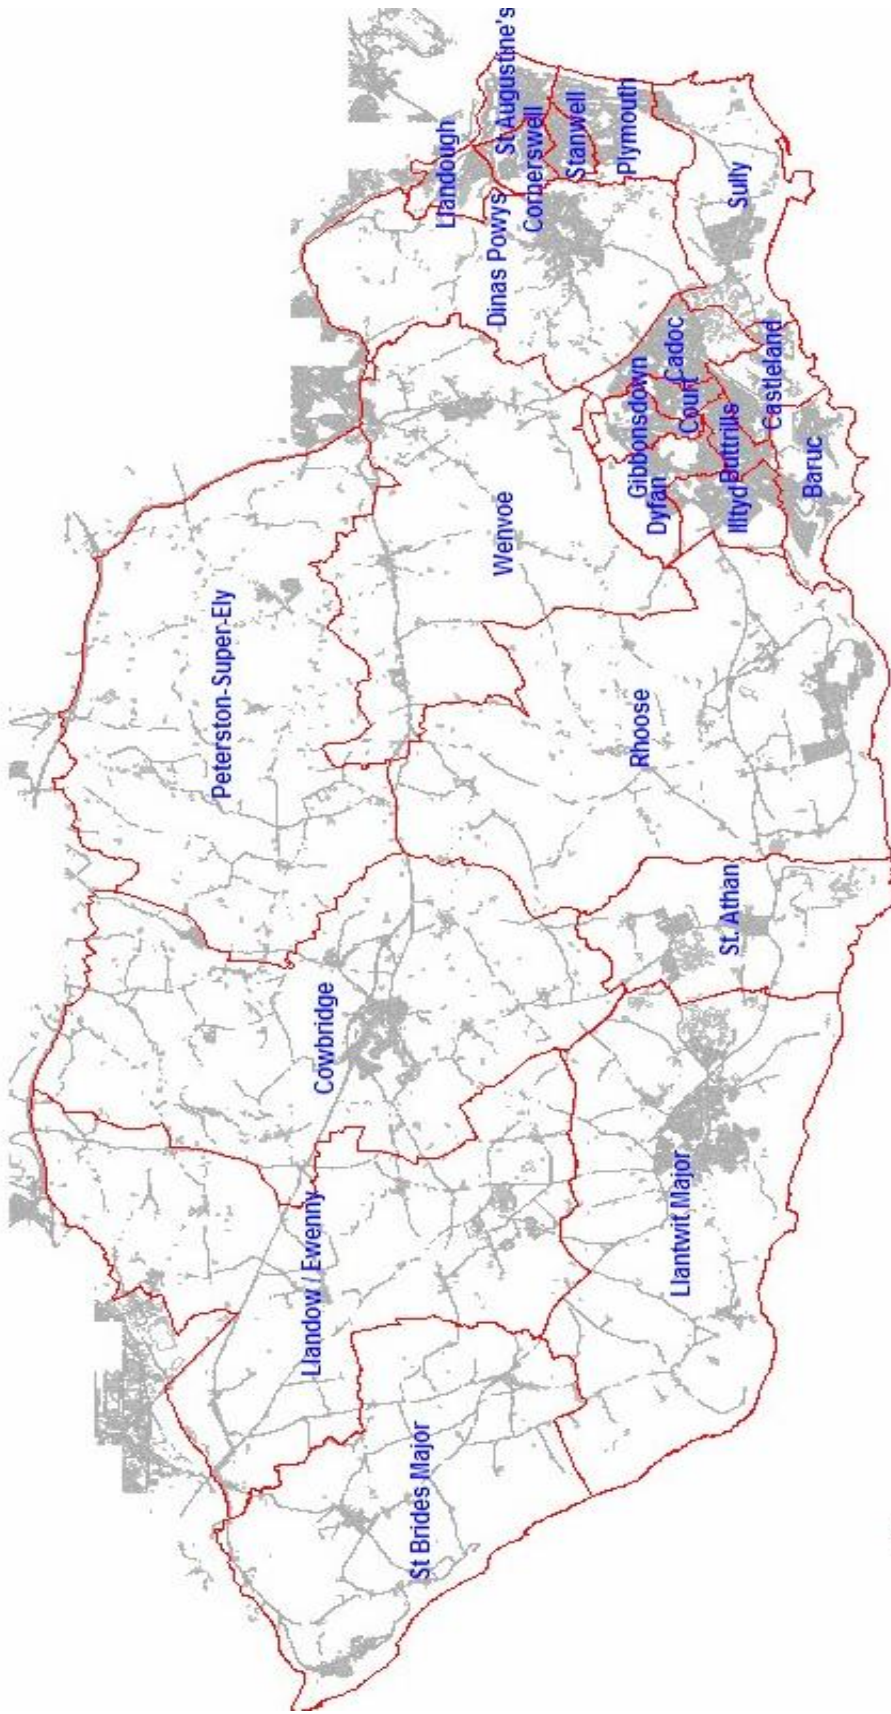 St Augustine's
Llandough
Cornerswell
Stanwell
Plymouth
Dinas Powys
Sully
Cadoc
Castleland
Gibbonsdown
Court
Buttrills
Dyfan
Illtyd
Baruc
Wenvoe
Peterston-Super-Ely
Rhoose
St. Athan
Cowbridge
Llantwit Major
Llandow / Ewenny
St Brides Major